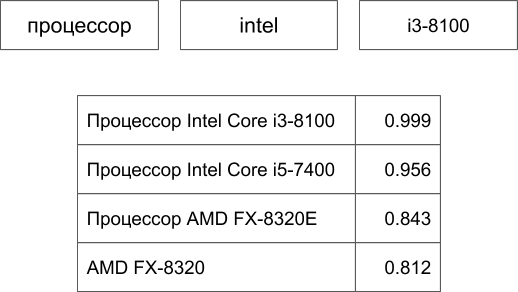 процессор intel i3-8100
Процессор Intel Core i3-8100 0.999
Процессор Intel Core i5-7400 0.956
Процессор AMD FX-8320E 0.843
AMD FX-8320 0.812